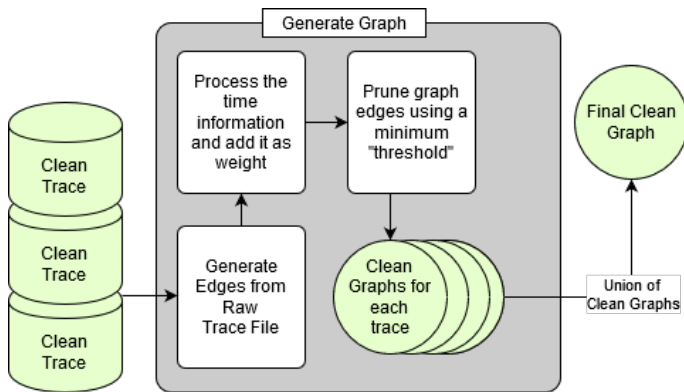 Generate Graph
Process the
time
information
and add it as
weight
Prune graph
edges using a
minimum
"threshold"
Final Clean
Graph
Clean
Trace
Clean
Trace
Clean
Trace
Generate
Edges from
Raw
Trace File
Clean
Graphs for
each
trace
Union of
Clean Graphs